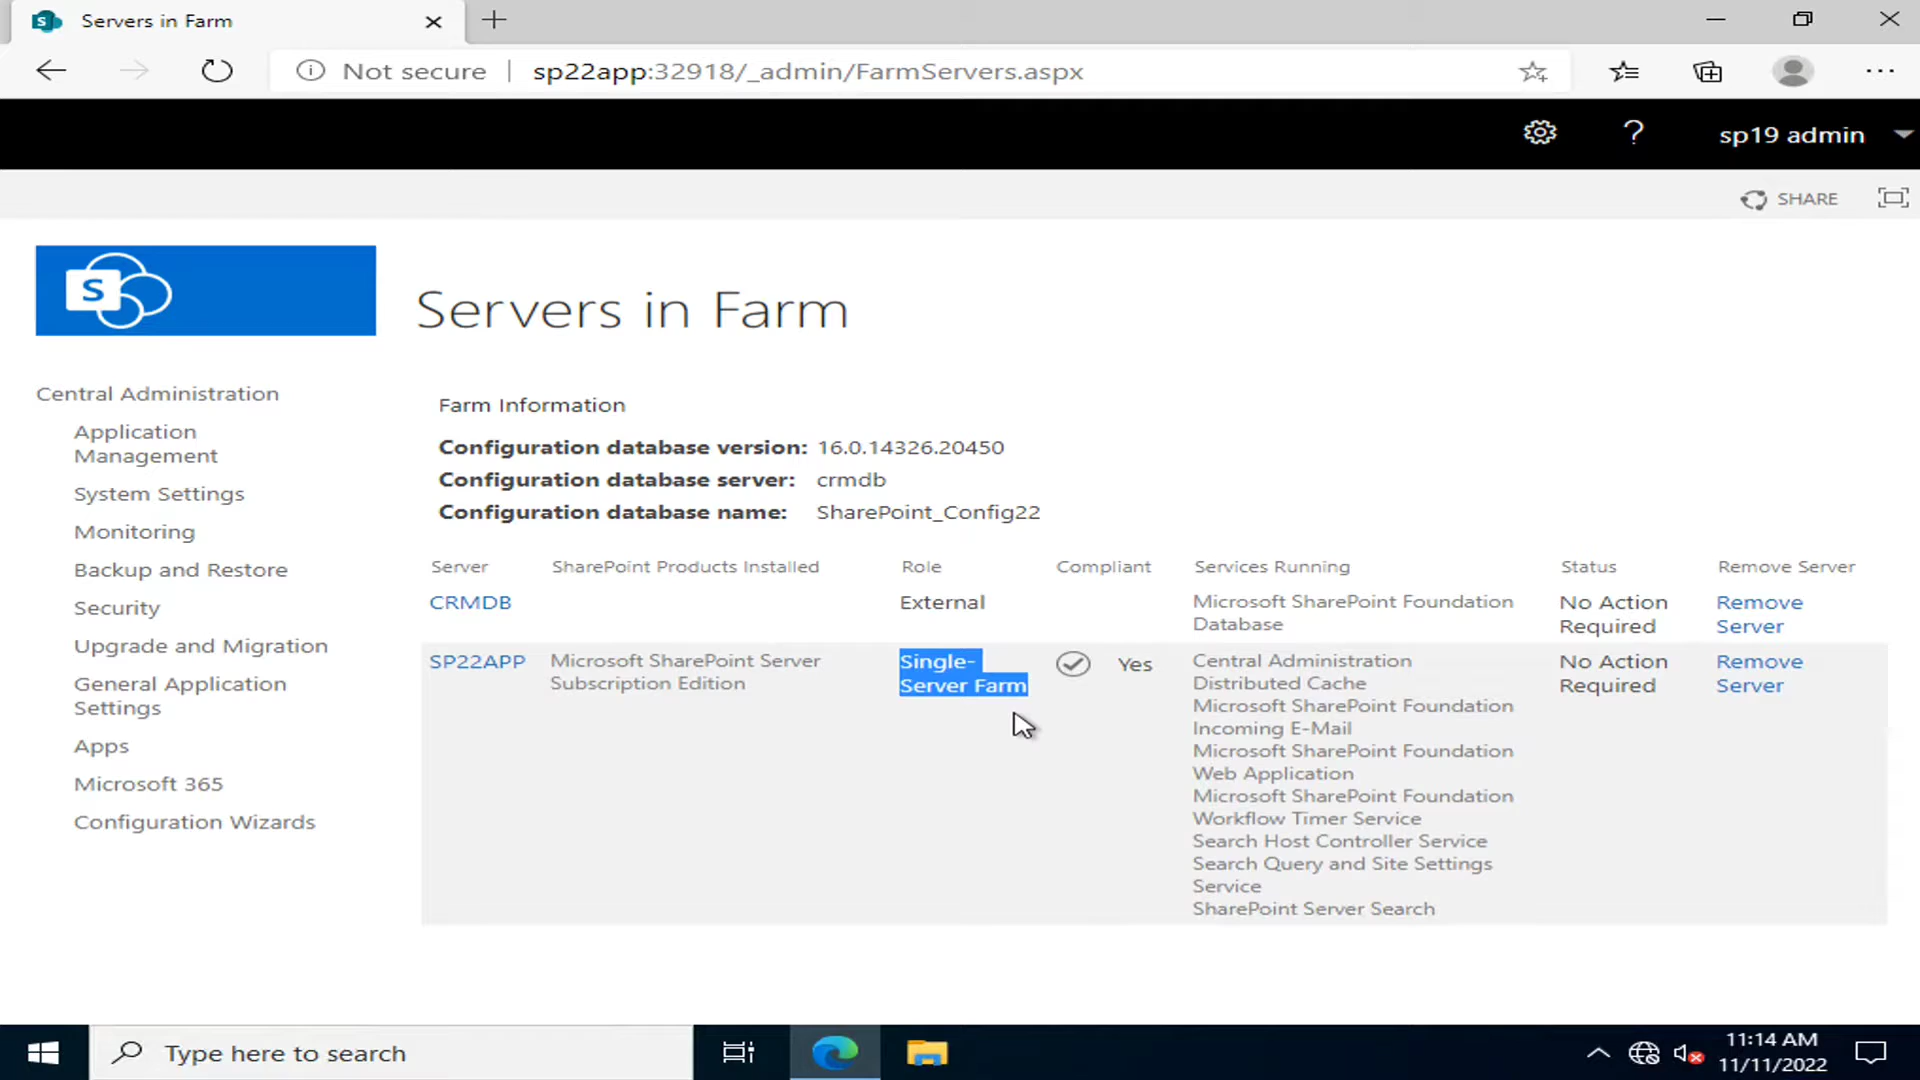 Servers in Farm
Not secure
sp22app:32918/_admin/FarmServers.aspx
sp19 admin
SHARE
S
Servers in Farm
Central Administration
Application
Management
System Settings
Monitoring
Backup and Restore
Security
Upgrade and Migration
General Application
Settings
Apps
Microsoft 365
Configuration Wizards
Farm Information
Configuration database version: 16.0.14326.20450
Configuration database server: crmdb
Configuration database name: SharePoint_Config22
Server SharePoint Products Installed Role Compliant Services Running Status Remove Server
CRMDB External Microsoft SharePoint Foundation No Action Remove
Database Required Server
SP22APP Microsoft SharePoint Server Single- Yes Central Administration No Action Remove
Subscription Edition Server Farm Distributed Cache Required Server
Microsoft SharePoint Foundation
Incoming E-Mail
Microsoft SharePoint Foundation
Web Application
Microsoft SharePoint Foundation
Workflow Timer Service
Search Host Controller Service
Search Query and Site Settings
Service
SharePoint Server Search
Type here to search
11:14 AM
11/11/2022